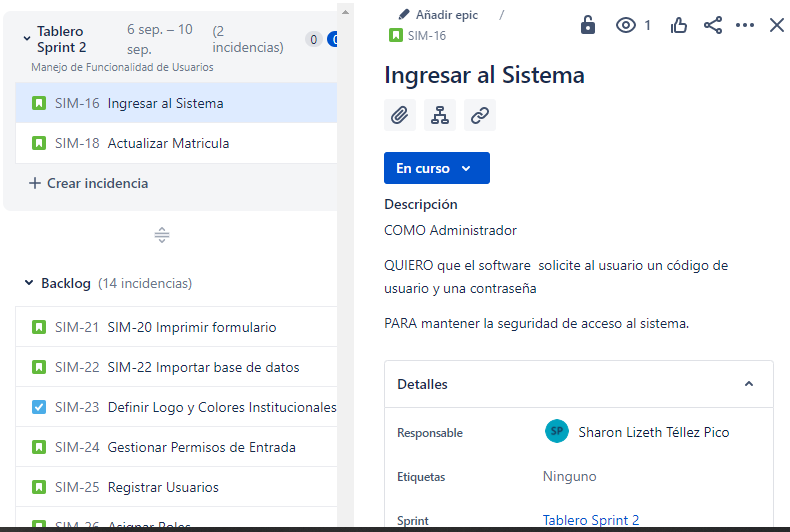 Tablero
Sprint 2
6 sep. – 10
sep.
(2
incidencias)
0
0
Manejo de Funcionalidad de Usuarios
SIM-16 Ingresar al Sistema
SIM-18 Actualizar Matricula
+ Crear incidencia
Backlog (14 incidencias)
SIM-21 SIM-20 Imprimir formulario
SIM-22 SIM-22 Importar base de datos
SIM-23 Definir Logo y Colores Institucionales
SIM-24 Gestionar Permisos de Entrada
SIM-25 Registrar Usuarios
SIM-26 Asignar Roles
Añadir epic /
SIM-16
1
Ingresar al Sistema
En curso
Descripción
COMO Administrador
QUIERO que el software solicite al usuario un código de
usuario y una contraseña
PARA mantener la seguridad de acceso al sistema.
Detalles
Responsable SP Sharon Lizeth Téllez Pico
Etiquetas Ninguno
Sprint Tablero Sprint 2